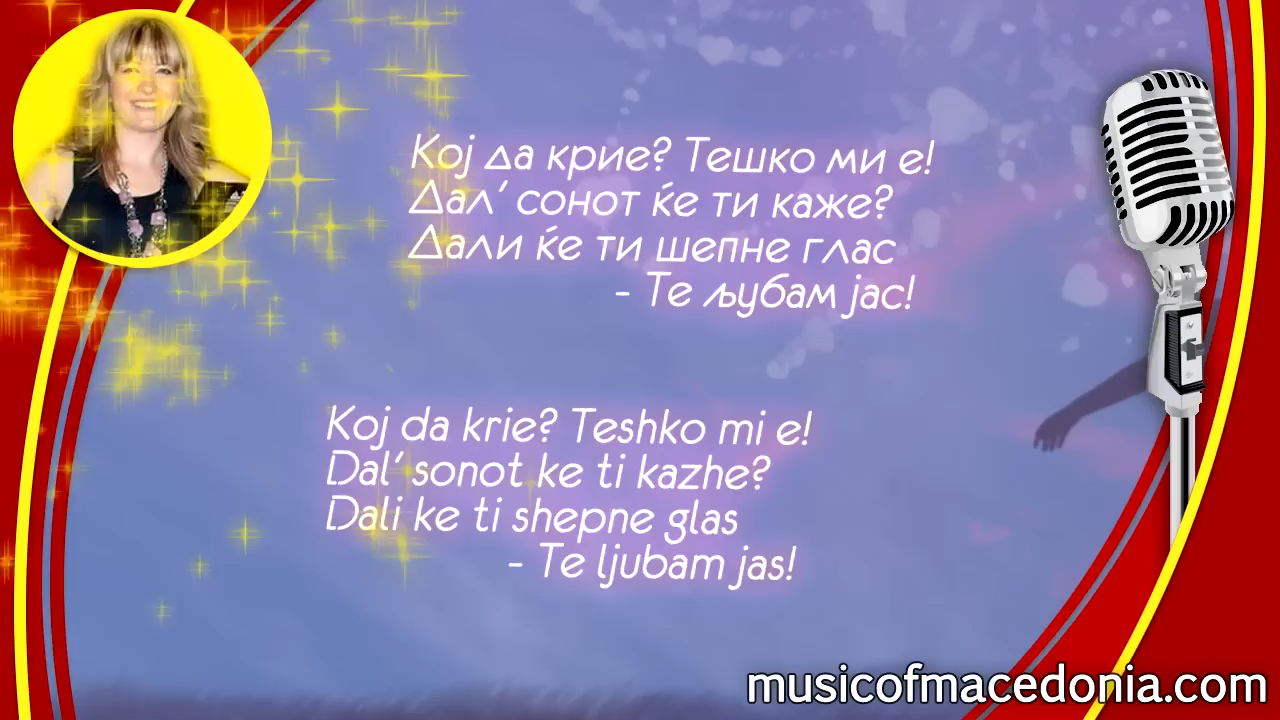 Кој да крие? Тешко ми е!
Дал' сонот ќе ти каже?
Дали ќе ти шепне глас
- Те љубам јас!
Koj da krie? Teshko mi e!
Dal' sonot ke ti kazhe?
Dali ke ti shepne glas
- Te ljubam jas!
musicofmacedonia.com